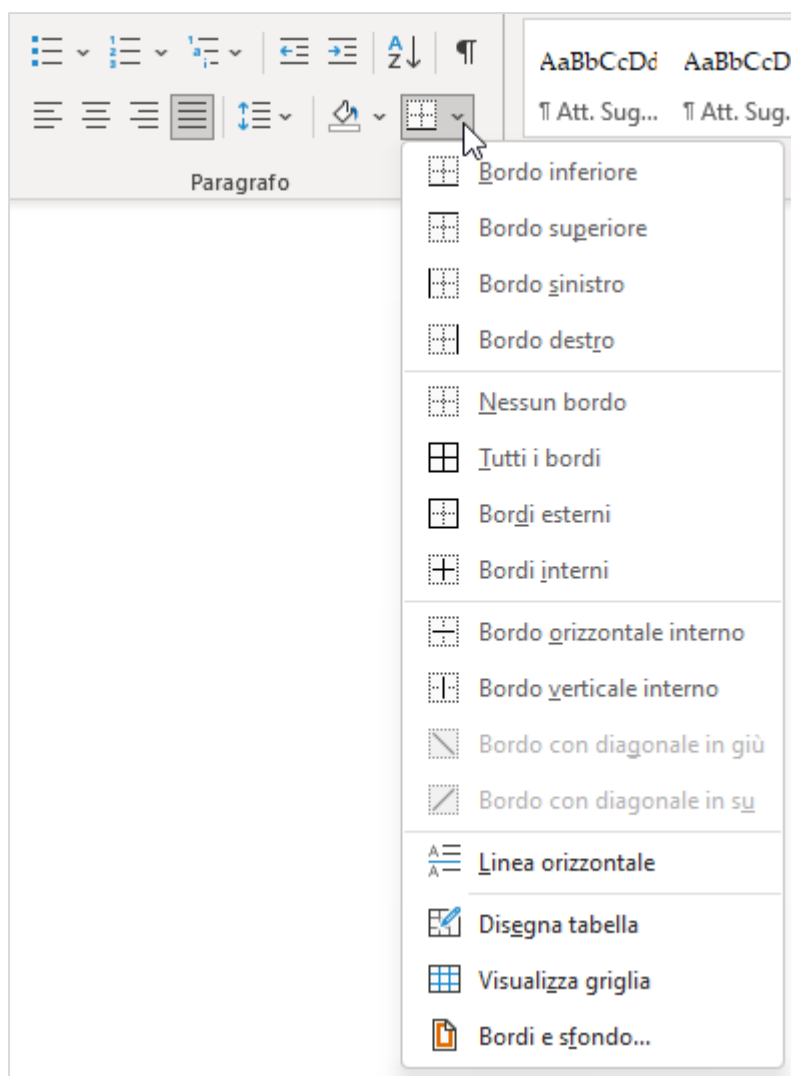 AaBbCcDd AaBbCcD
¶ Att. Sug... ¶ Att. Sug.
Paragrafo
Bordo inferiore
Bordo superiore
Bordo sinistro
Bordo destro
Nessun bordo
Tutti i bordi
Bordi esterni
Bordi interni
Bordo orizzontale interno
Bordo verticale interno
Bordo con diagonale in giù
Bordo con diagonale in su
Linea orizzontale
Disegna tabella
Visualizza griglia
Bordi e sfondo...